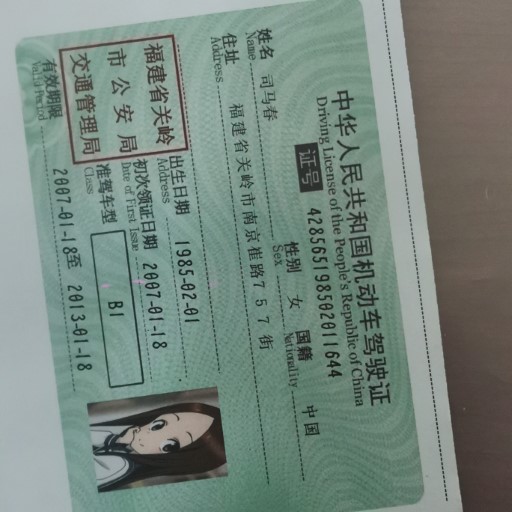 中华人民共和国机动车驾驶证
Driving License of the People's Republic of China
证号 428565198502011644
姓名 司马春 性别 女 国籍 中国
Name Sex Nationality
住址 福建省关岭市南京崔路757街
Address
福建省关岭
市公安局
交通管理局
出生日期 1985-02-01
Address
初次领证日期 2007-01-18
Date of First Issue
准驾车型 B1
Class
有效期限 2007-01-18至 2013-01-18
Valid Period